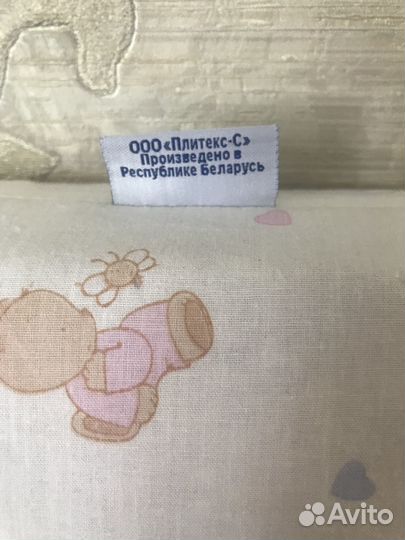 ООО «Плитекс-С»
Произведено в
Республике Беларусь
Avito